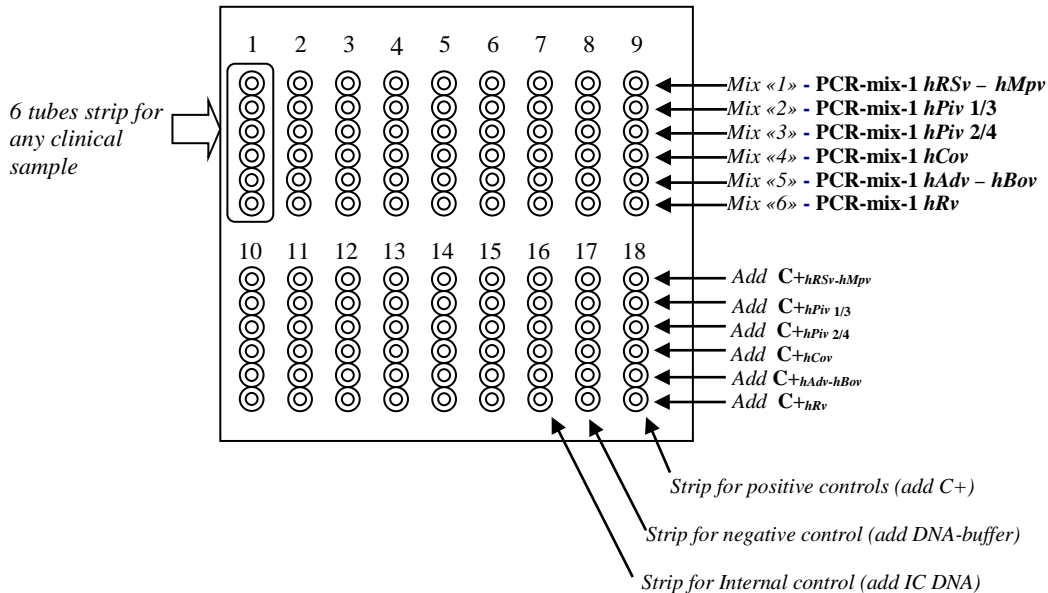 1 2 3 4 5 6 7 8 9
6 tubes strip for
any clinical
sample
Mix «1» - PCR-mix-1 hRSv – hMpv
Mix «2» - PCR-mix-1 hPiv 1/3
Mix «3» - PCR-mix-1 hPiv 2/4
Mix «4» - PCR-mix-1 hCov
Mix «5» - PCR-mix-1 hAdv – hBov
Mix «6» - PCR-mix-1 hRv
10 11 12 13 14 15 16 17 18
Add C+hRSv-hMpv
Add C+hPiv 1/3
Add C+hPiv 2/4
Add C+hCov
Add C+hAdv-hBov
Add C+hRv
Strip for positive controls (add C+)
Strip for negative control (add DNA-buffer)
Strip for Internal control (add IC DNA)